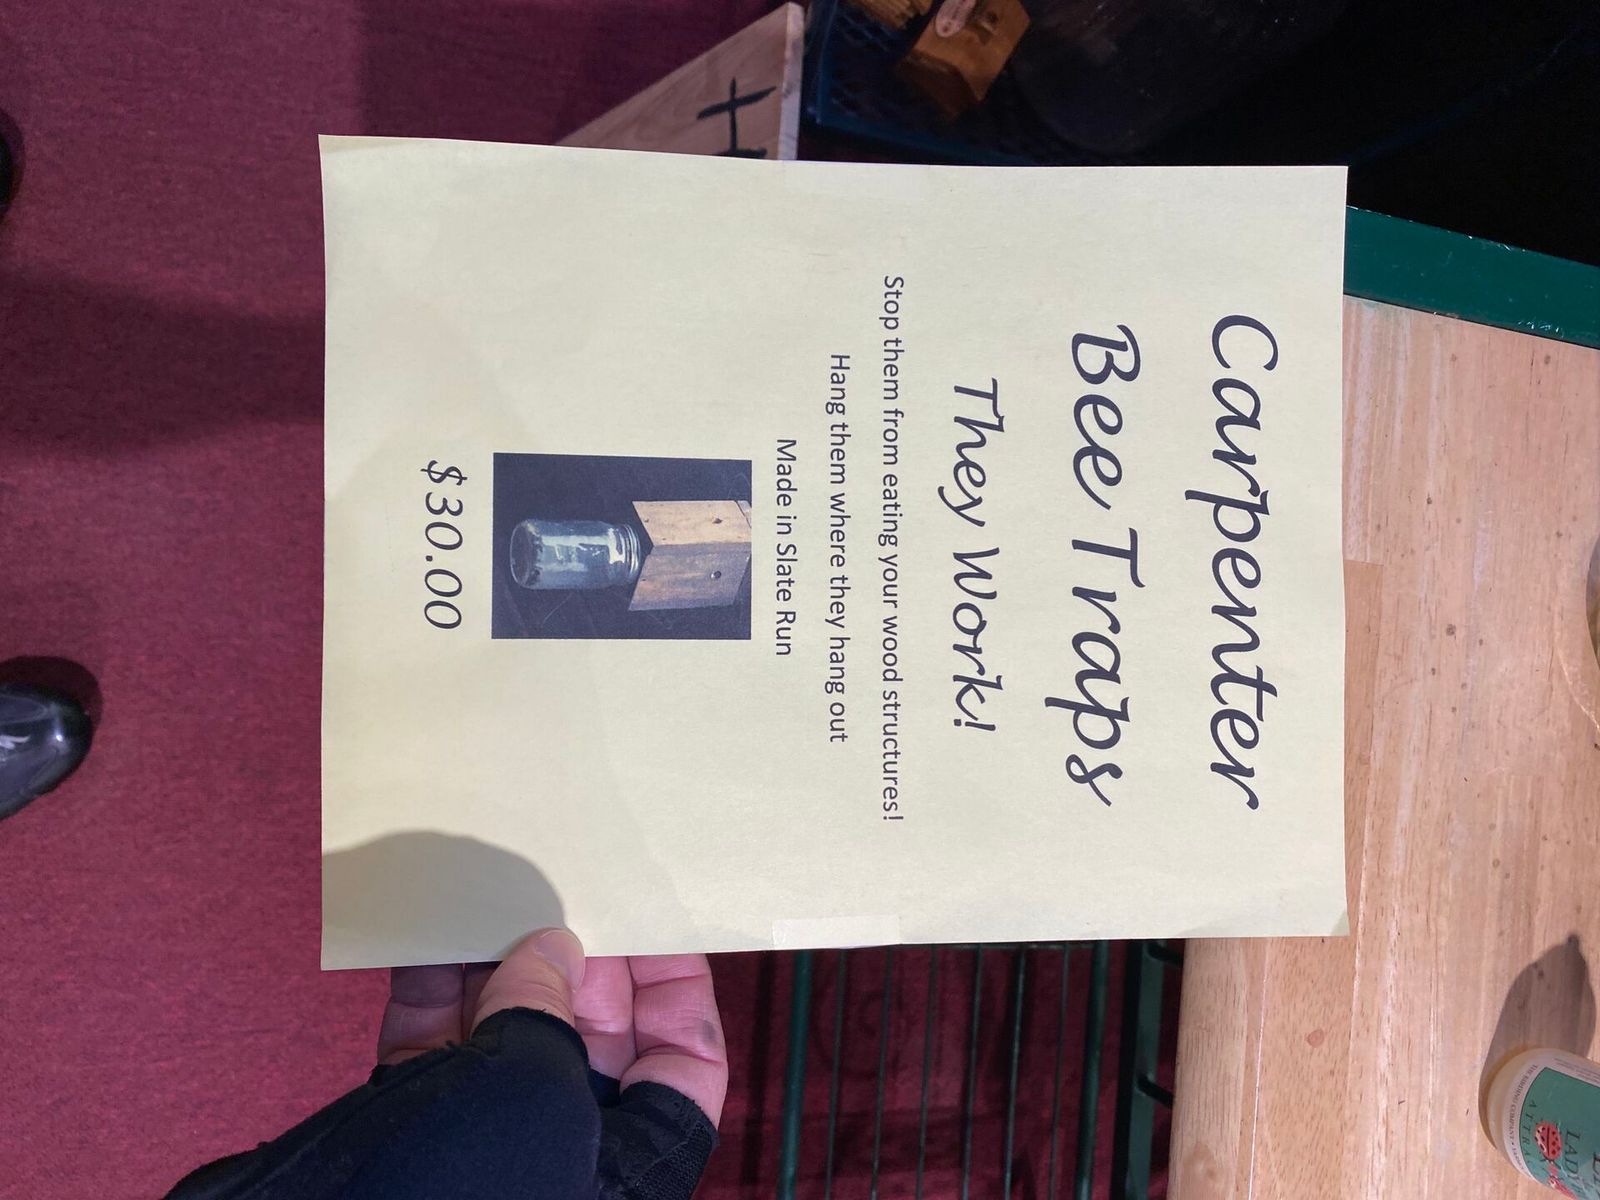 Carpenter
Bee Traps
They Work!
Stop them from eating your wood structures!
Hang them where they hang out
Made in Slate Run
$30.00